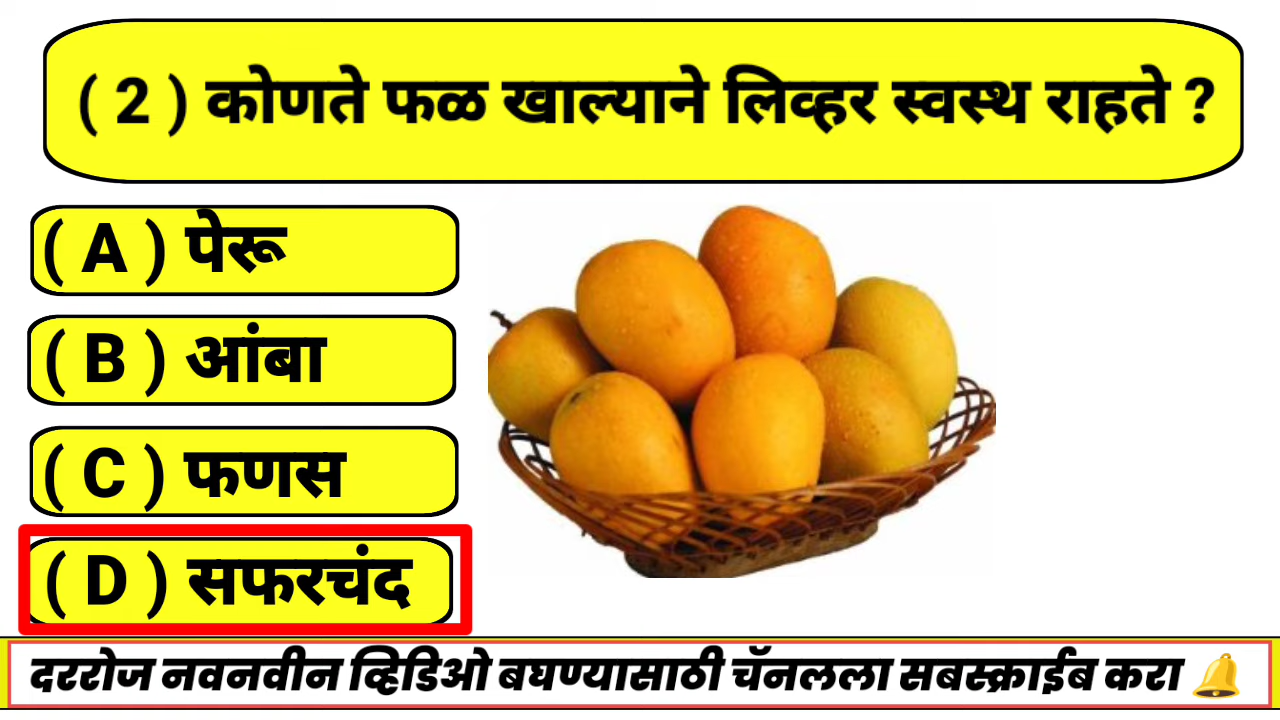 ( 2 ) कोणते फळ खाल्याने लिव्हर स्वस्थ राहते ?
( A ) पेरू
( B ) आंबा
( C ) फणस
( D ) सफरचंद
दररोज नवनवीन व्हिडिओ बघण्यासाठी चॅनलला सबस्क्राईब करा 🔔